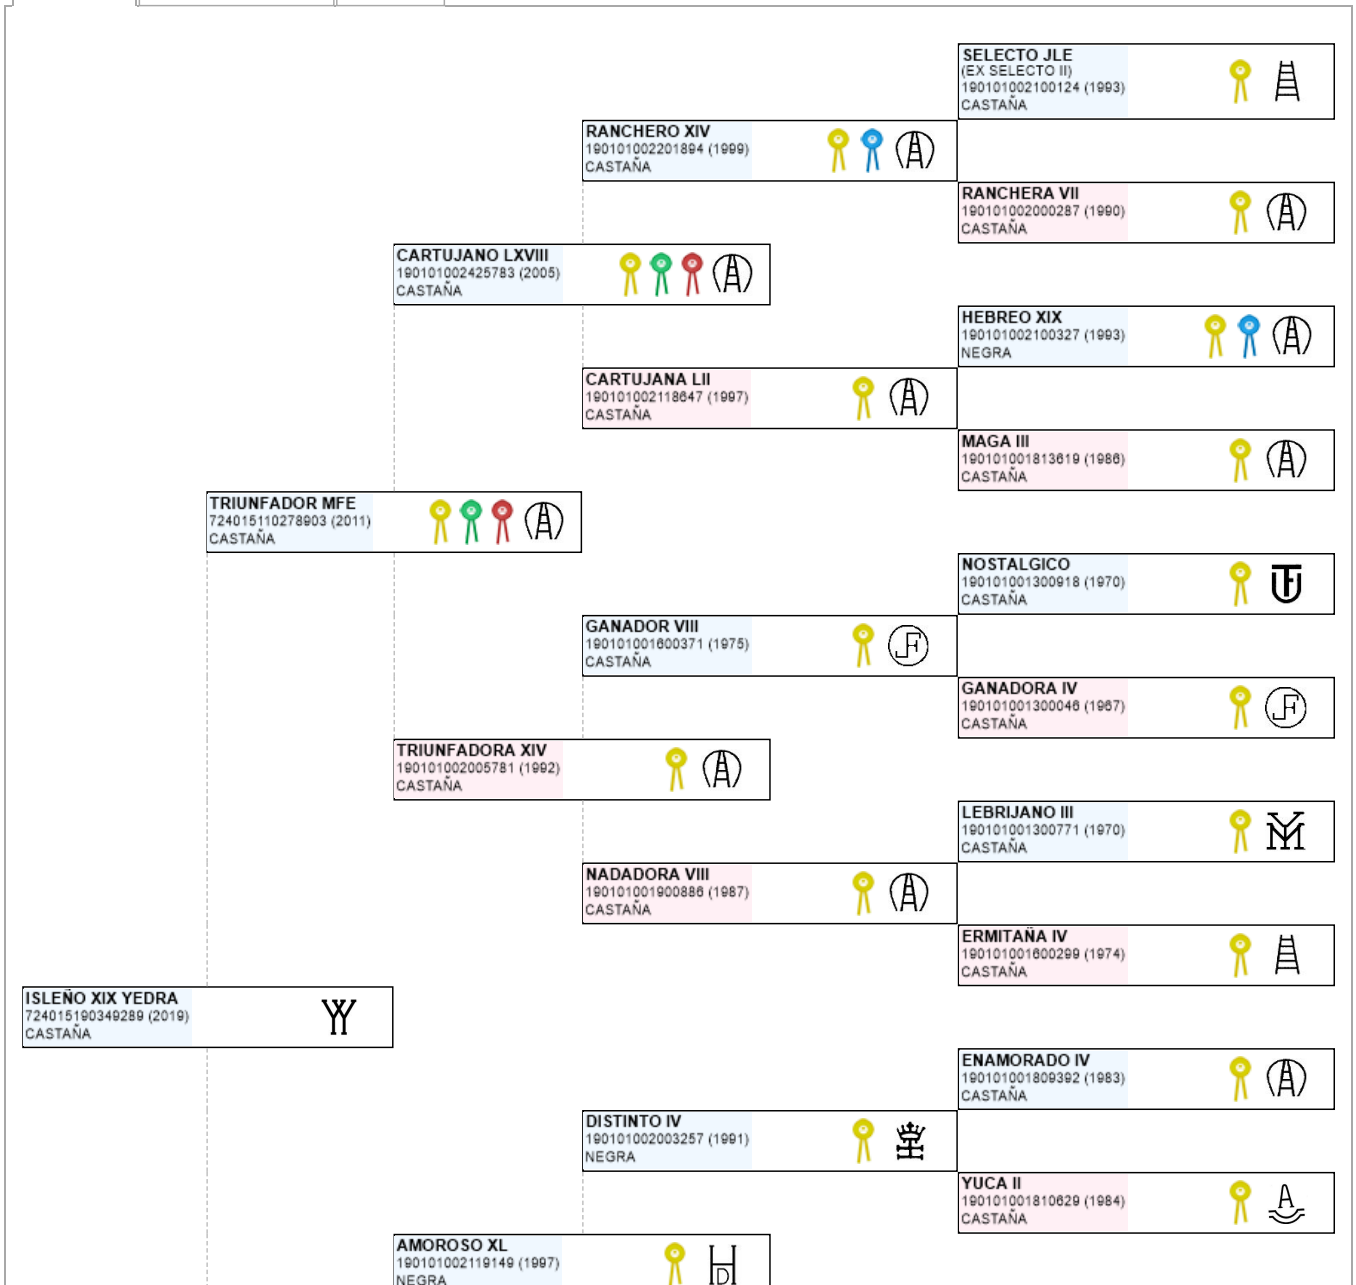 SELECTO JLE
(EX SELECTO II)
190101002100124 (1993)
CASTAÑA
RANCHERO XIV
190101002201894 (1999)
CASTAÑA
RANCHERA VII
190101002000287 (1990)
CASTAÑA
CARTUJANO LXVIII
190101002425783 (2005)
CASTAÑA
HEBREO XIX
190101002100327 (1993)
NEGRA
CARTUJANA LII
190101002118647 (1997)
CASTAÑA
MAGA III
190101001813619 (1986)
CASTAÑA
TRIUNFADOR MFE
724015110278903 (2011)
CASTAÑA
NOSTALGICO
190101001300918 (1970)
CASTAÑA
GANADOR VIII
190101001600371 (1975)
CASTAÑA
GANADORA IV
190101001300046 (1967)
CASTAÑA
TRIUNFADORA XIV
190101002005781 (1992)
CASTAÑA
LEBRIJANO III
190101001300771 (1970)
CASTAÑA
NADADORA VIII
190101001900886 (1987)
CASTAÑA
ERMITAÑA IV
190101001600299 (1974)
CASTAÑA
ISLEÑO XIX YEDRA
724015190349289 (2019)
CASTAÑA
ENAMORADO IV
190101001809392 (1983)
CASTAÑA
DISTINTO IV
190101002003257 (1991)
NEGRA
YUCA II
190101001810629 (1984)
CASTAÑA
AMOROSO XL
190101002119149 (1997)
NEGRA